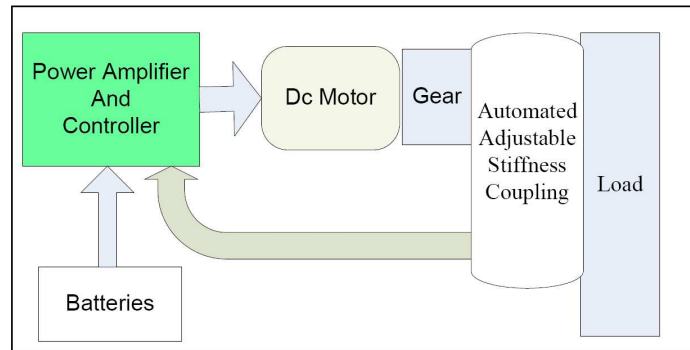 Power Amplifier
And
Controller
Dc Motor
Gear
Automated
Adjustable
Stiffness
Coupling
Load
Batteries